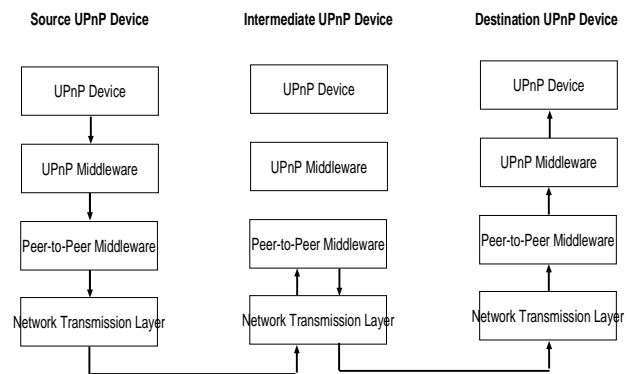 Source UPnP Device
Intermediate UPnP Device
Destination UPnP Device
UPnP Device
UPnP Device
UPnP Device
UPnP Middleware
UPnP Middleware
UPnP Middleware
Peer-to-Peer Middleware
Peer-to-Peer Middleware
Peer-to-Peer Middleware
Network Transmission Layer
Network Transmission Layer
Network Transmission Layer